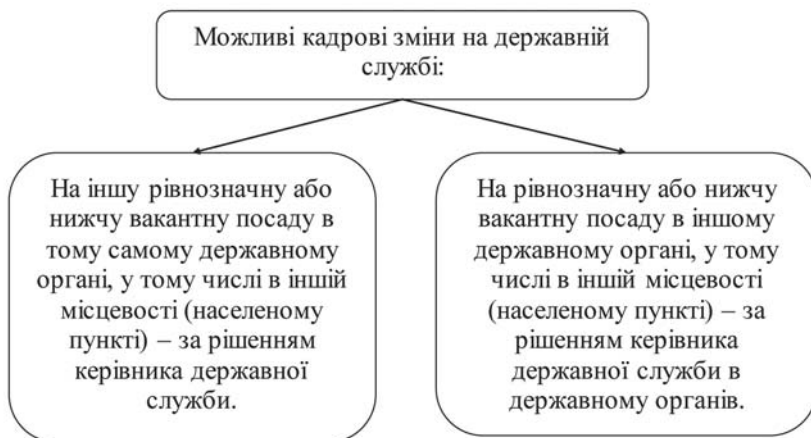 Можливі кадрові зміни на державній
службі:
На іншу рівнозначну або
нижчу вакантну посаду в
тому самому державному
органі, у тому числі в іншій
місцевості (населеному
пункті) – за рішенням
керівника державної
служби.
На рівнозначну або нижчу
вакантну посаду в іншому
державному органі, у тому
числі в іншій місцевості
(населеному пункті) – за
рішенням керівника
державної служби в
державному органів.